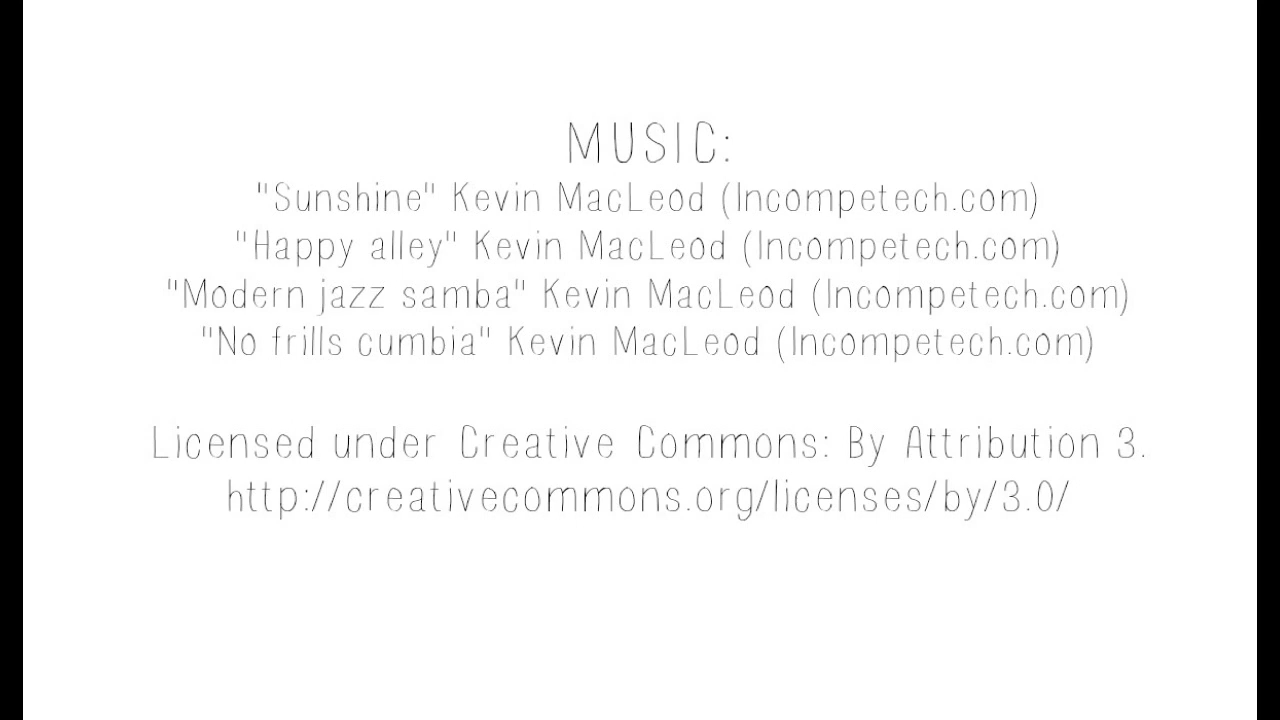 MUSIC:
"Sunshine" Kevin MacLeod (Incompetech.com)
"Happy alley" Kevin MacLeod (Incompetech.com)
"Modern jazz samba" Kevin MacLeod (Incompetech.com)
"No frills cumbia" Kevin MacLeod (Incompetech.com)
Licensed under Creative Commons: By Attribution 3.
http://creativecommons.org/licenses/by/3.0/